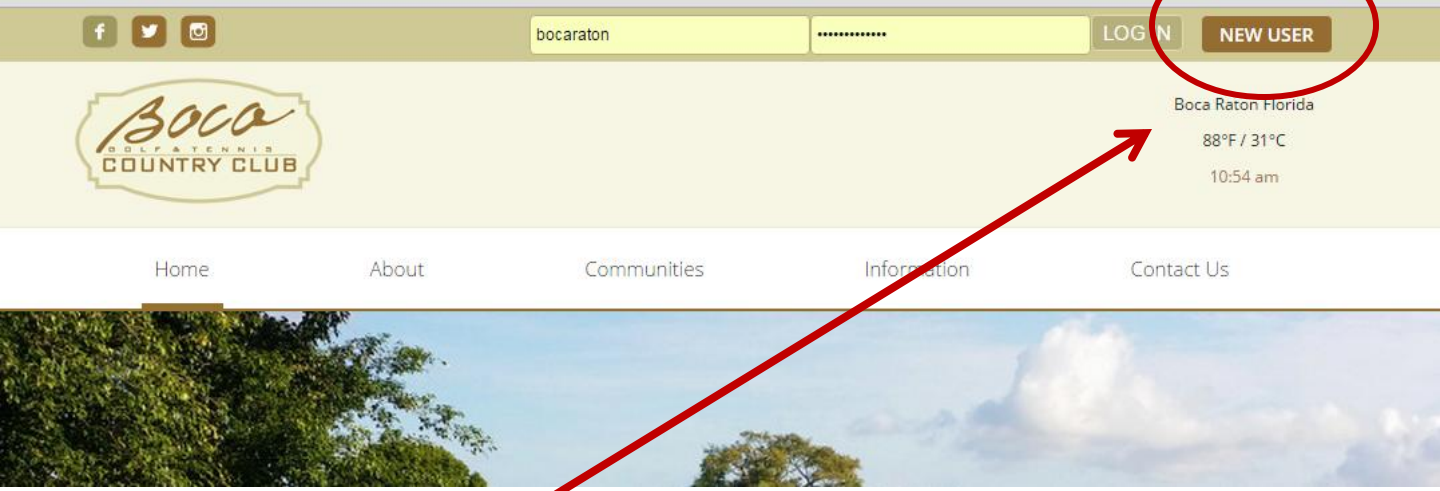 f
bocaraton
•••••••••••••
LOG IN
NEW USER
Boca
GOLF & TENNIS
COUNTRY CLUB
Boca Raton Florida
88°F / 31°C
10:54 am
Home About Communities Information Contact Us